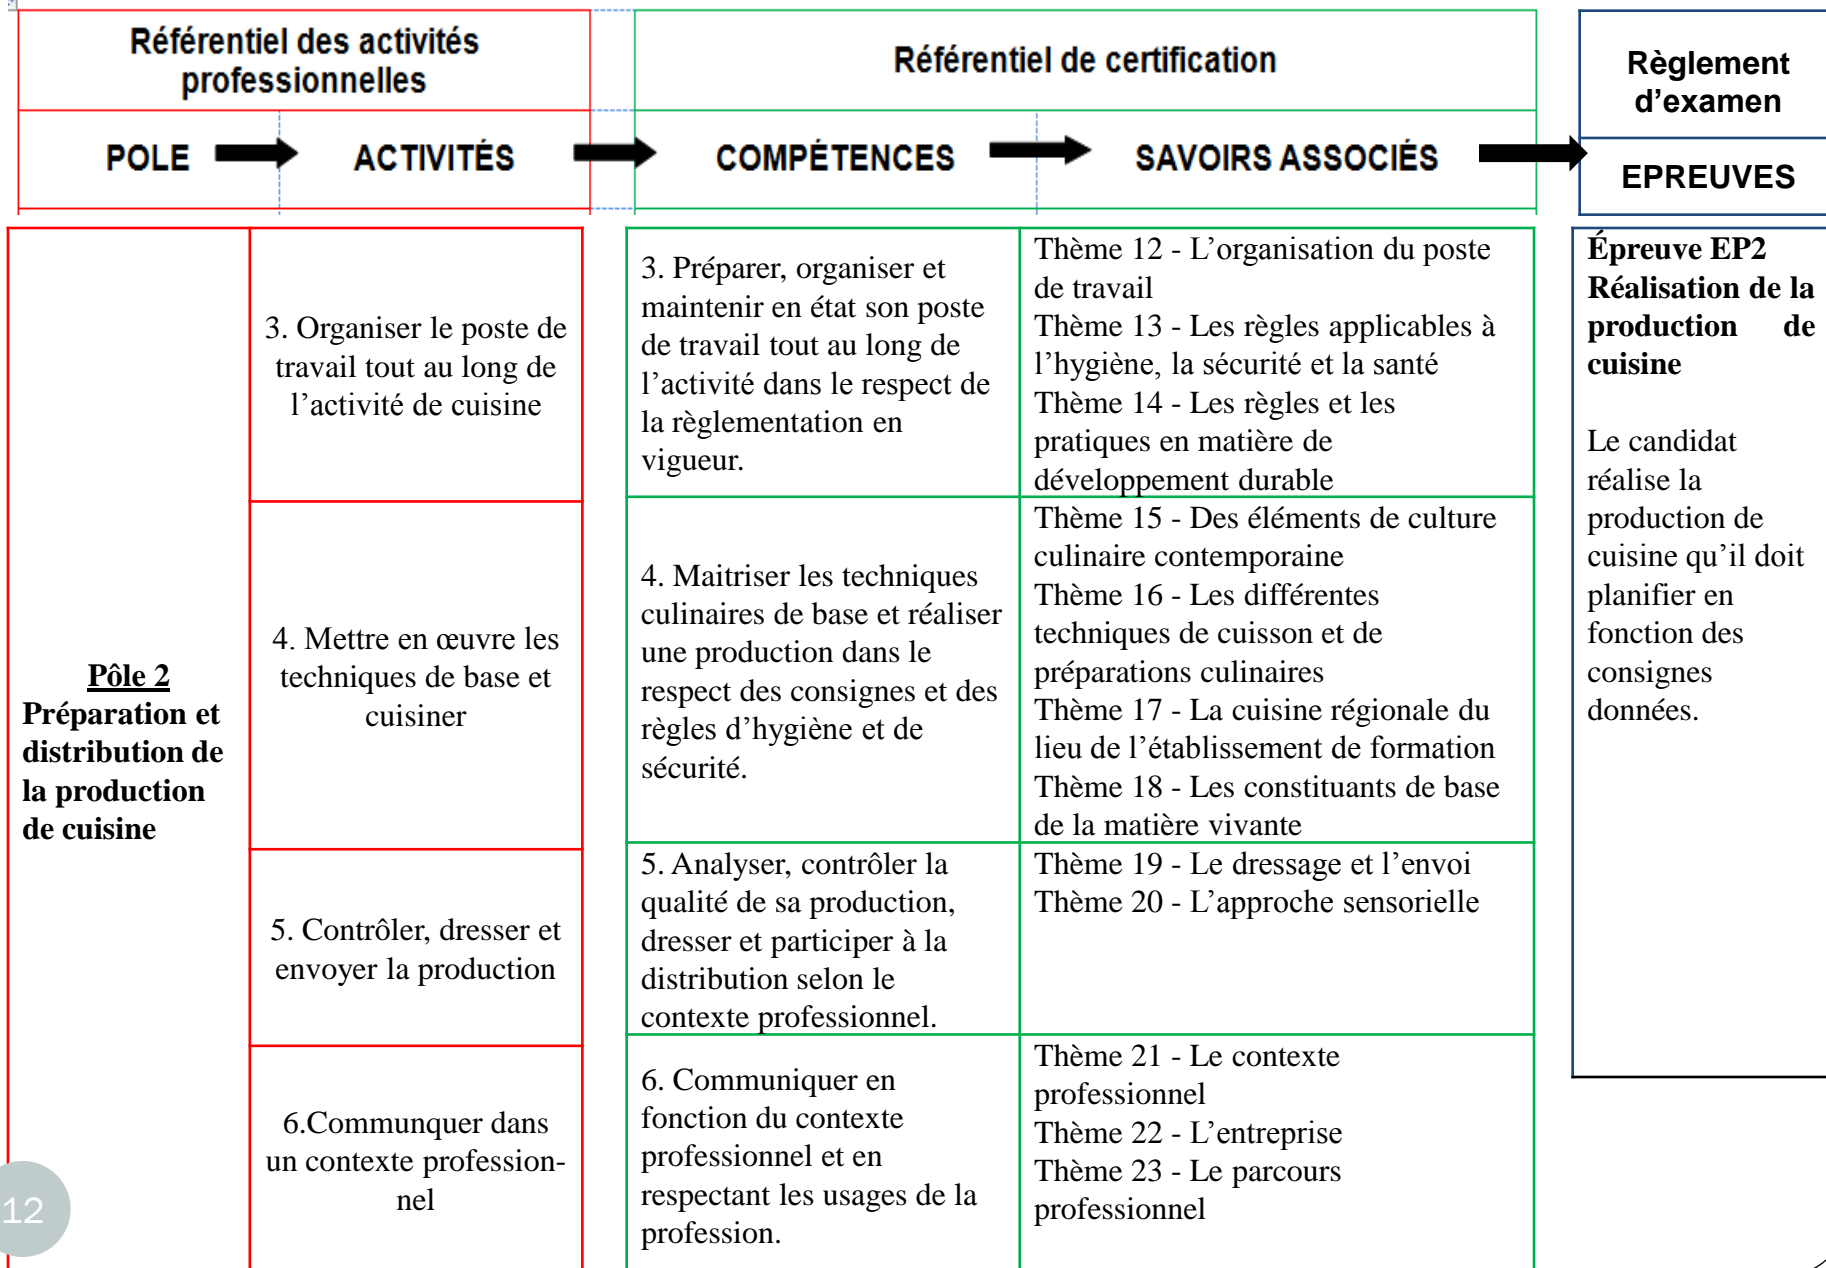 Référentiel des activités
professionnelles
Référentiel de certification
Règlement
d’examen
POLE
ACTIVITÉS
COMPÉTENCES
SAVOIRS ASSOCIÉS
EPREUVES
Pôle 2
Préparation et
distribution de
la production
de cuisine
3. Organiser le poste de
travail tout au long de
l’activité de cuisine
3. Préparer, organiser et
maintenir en état son poste
de travail tout au long de
l’activité dans le respect de
la règlementation en
vigueur.
Thème 12 - L’organisation du poste
de travail
Thème 13 - Les règles applicables à
l’hygiène, la sécurité et la santé
Thème 14 - Les règles et les
pratiques en matière de
développement durable
4. Mettre en œuvre les
techniques de base et
cuisiner
4. Maitriser les techniques
culinaires de base et réaliser
une production dans le
respect des consignes et des
règles d’hygiène et de
sécurité.
Thème 15 - Des éléments de culture
culinaire contemporaine
Thème 16 - Les différentes
techniques de cuisson et de
préparations culinaires
Thème 17 - La cuisine régionale du
lieu de l’établissement de formation
Thème 18 - Les constituants de base
de la matière vivante
5. Contrôler, dresser et
envoyer la production
5. Analyser, contrôler la
qualité de sa production,
dresser et participer à la
distribution selon le
contexte professionnel.
Thème 19 - Le dressage et l’envoi
Thème 20 - L’approche sensorielle
6.Communquer dans
un contexte profession-
nel
6. Communiquer en
fonction du contexte
professionnel et en
respectant les usages de la
profession.
Thème 21 - Le contexte
professionnel
Thème 22 - L’entreprise
Thème 23 - Le parcours
professionnel
Épreuve EP2
Réalisation de la
production de
cuisine
Le candidat
réalise la
production de
cuisine qu’il doit
planifier en
fonction des
consignes
données.
12